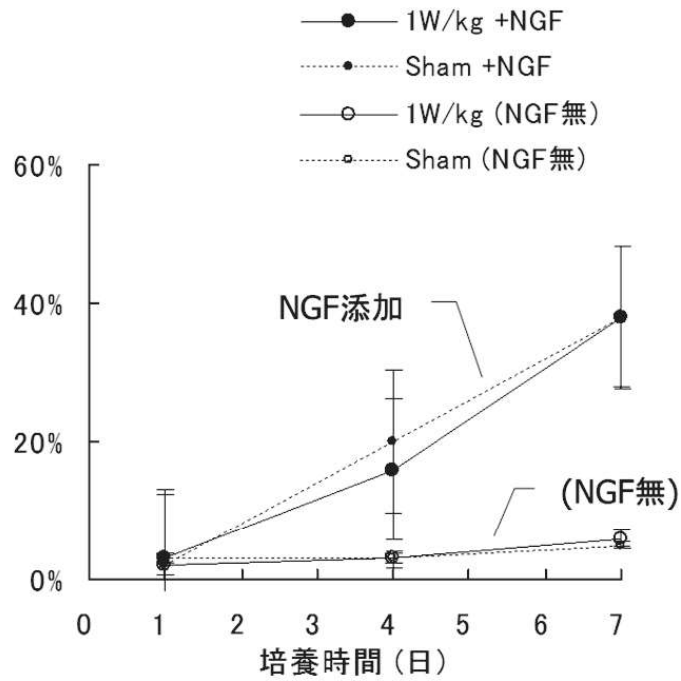 1W/kg +NGF
Sham +NGF
1W/kg (NGF無)
Sham (NGF無)
60%
40%
20%
0%
NGF添加
(NGF無)
0 1 2 3 4 5 6 7
培養時間(日)